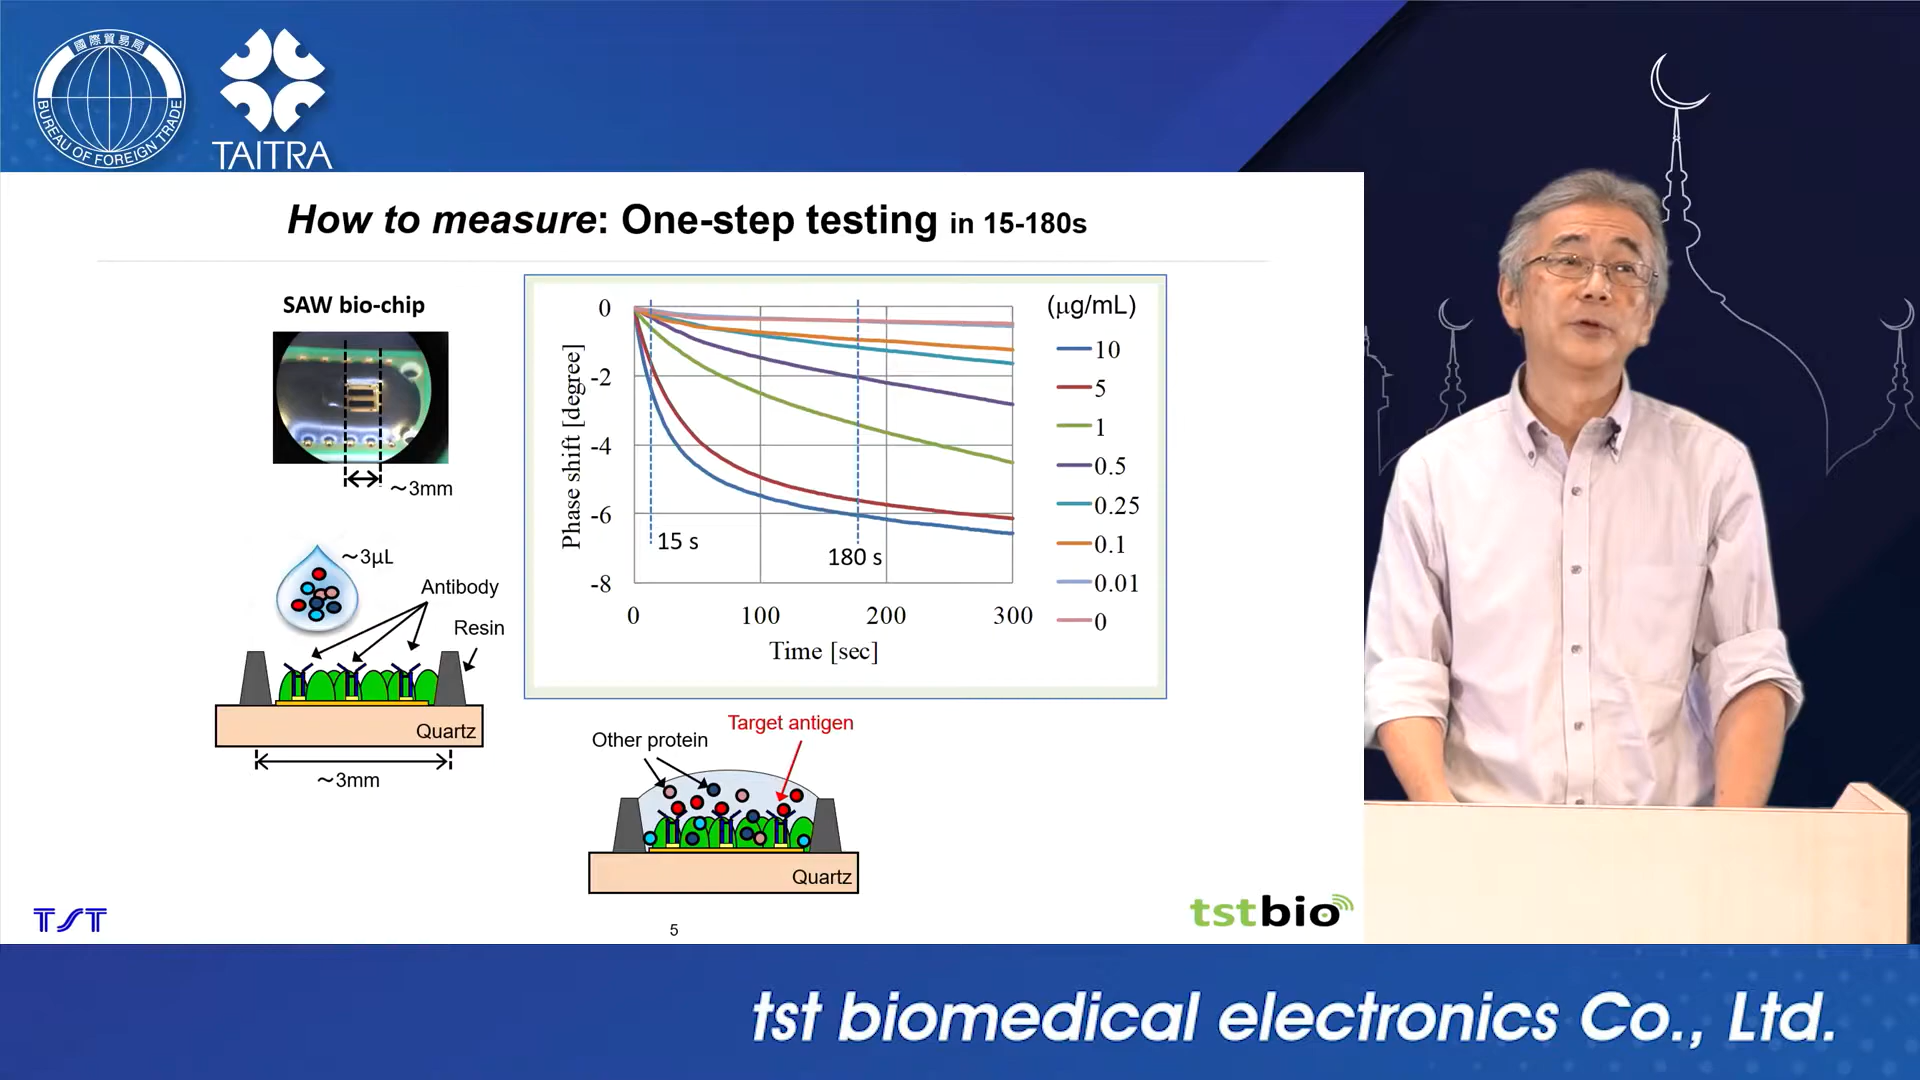 國際貿易局
BUREAU OF FOREIGN TRADE
TAITRA
How to measure: One-step testing in 15-180s
SAW bio-chip
～3mm
～3μL
Antibody
Resin
Quartz
～3mm
Phase shift [degree]
0
-2
-4
-6
-8
15 s
180 s
0 100 200 300
Time [sec]
(μg/mL)
10
5
1
0.5
0.25
0.1
0.01
0
Target antigen
Other protein
Quartz
TST
5
tstbio
tst biomedical electronics Co., Ltd.